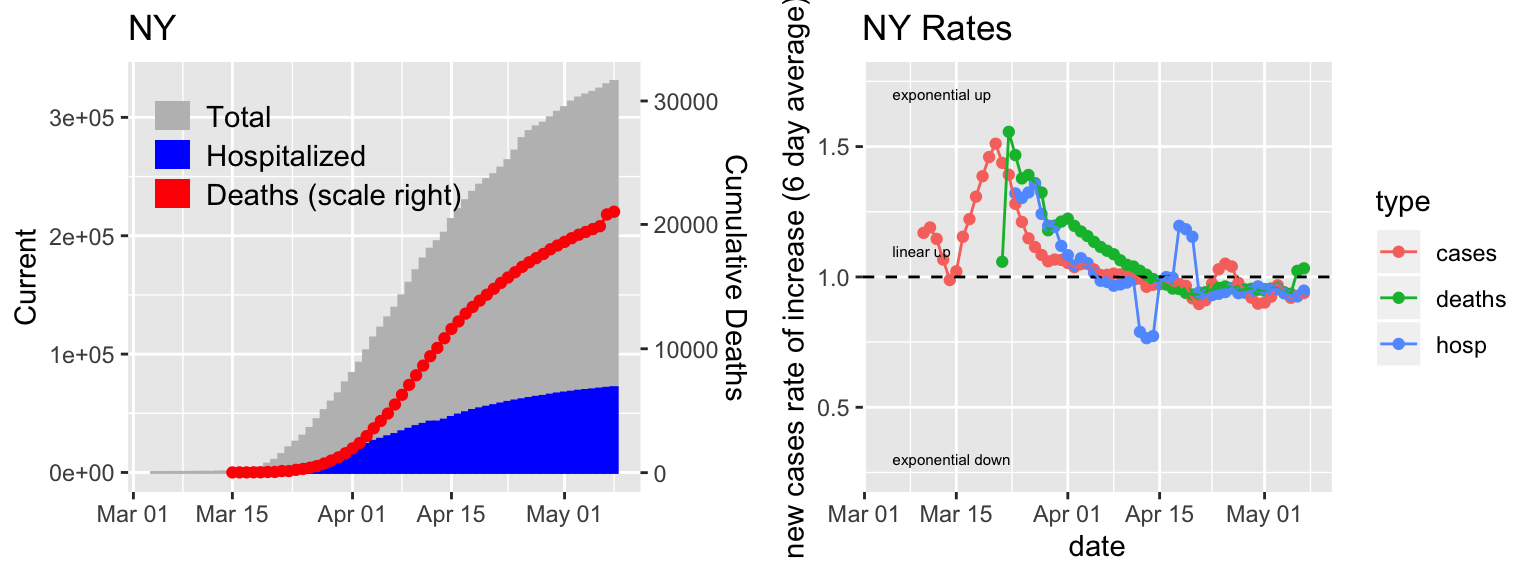 NY
Current
3e+05
2e+05
1e+05
0e+00
Total
Hospitalized
Deaths (scale right)
30000
20000
10000
0
Cumulative Deaths
Mar 01
Mar 15
Apr 01
Apr 15
May 01
NY Rates
new cases rate of increase (6 day average)
1.5
1.0
0.5
exponential up
linear up
exponential down
Mar 01
Mar 15
Apr 01
Apr 15
May 01
date
type
cases
deaths
hosp